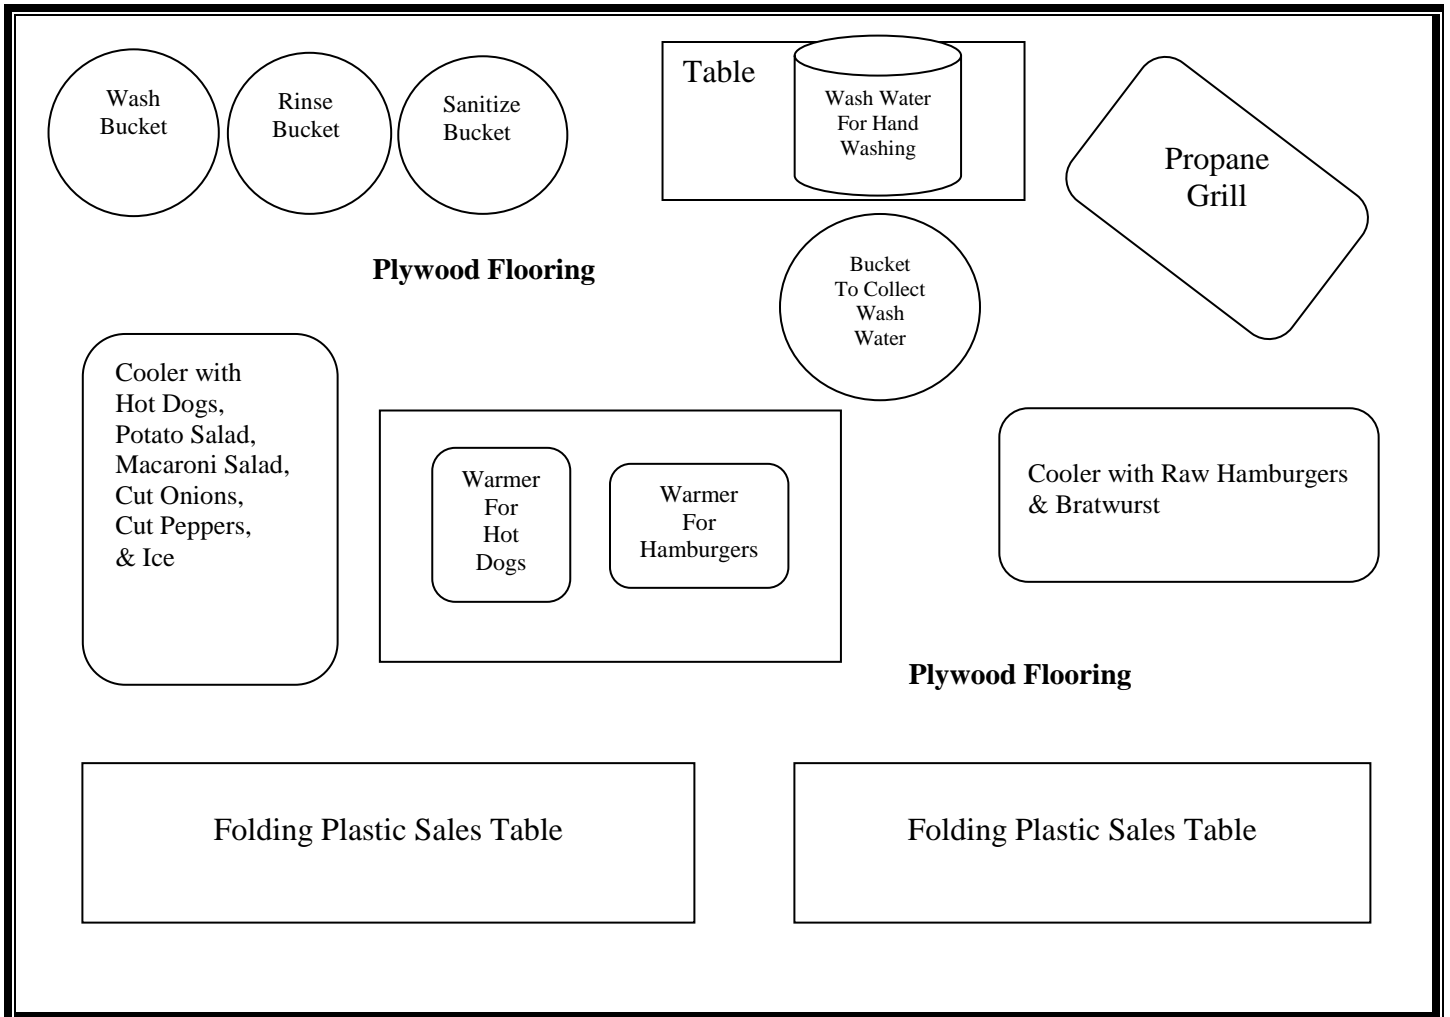 Wash
Bucket
Rinse
Bucket
Sanitize
Bucket
Table
Wash Water
For Hand
Washing
Propane
Grill
Plywood Flooring
Bucket
To Collect
Wash
Water
Cooler with
Hot Dogs,
Potato Salad,
Macaroni Salad,
Cut Onions,
Cut Peppers,
& Ice
Warmer
For
Hot
Dogs
Warmer
For
Hamburgers
Cooler with Raw Hamburgers
& Bratwurst
Plywood Flooring
Folding Plastic Sales Table
Folding Plastic Sales Table